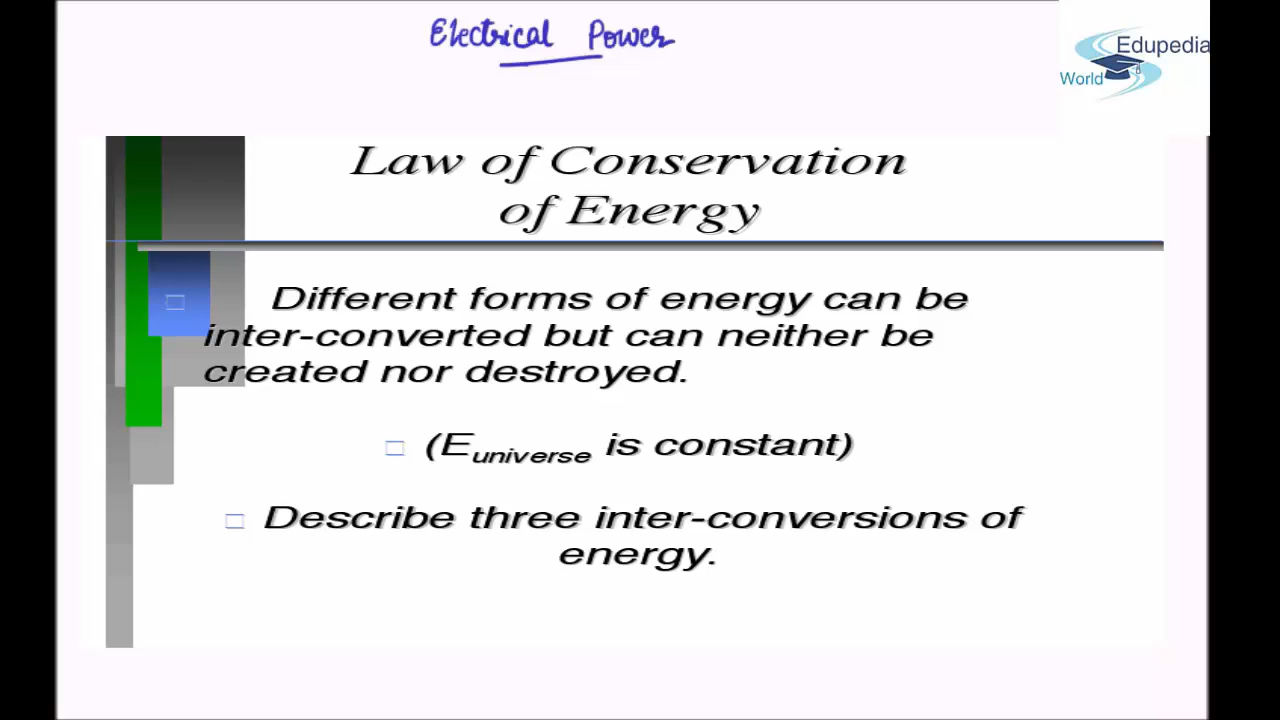 Electrical Power
Edupedia
World
Law of Conservation
of Energy
Different forms of energy can be
inter-converted but can neither be
created nor destroyed.
(Euniverse is constant)
Describe three inter-conversions of
energy.